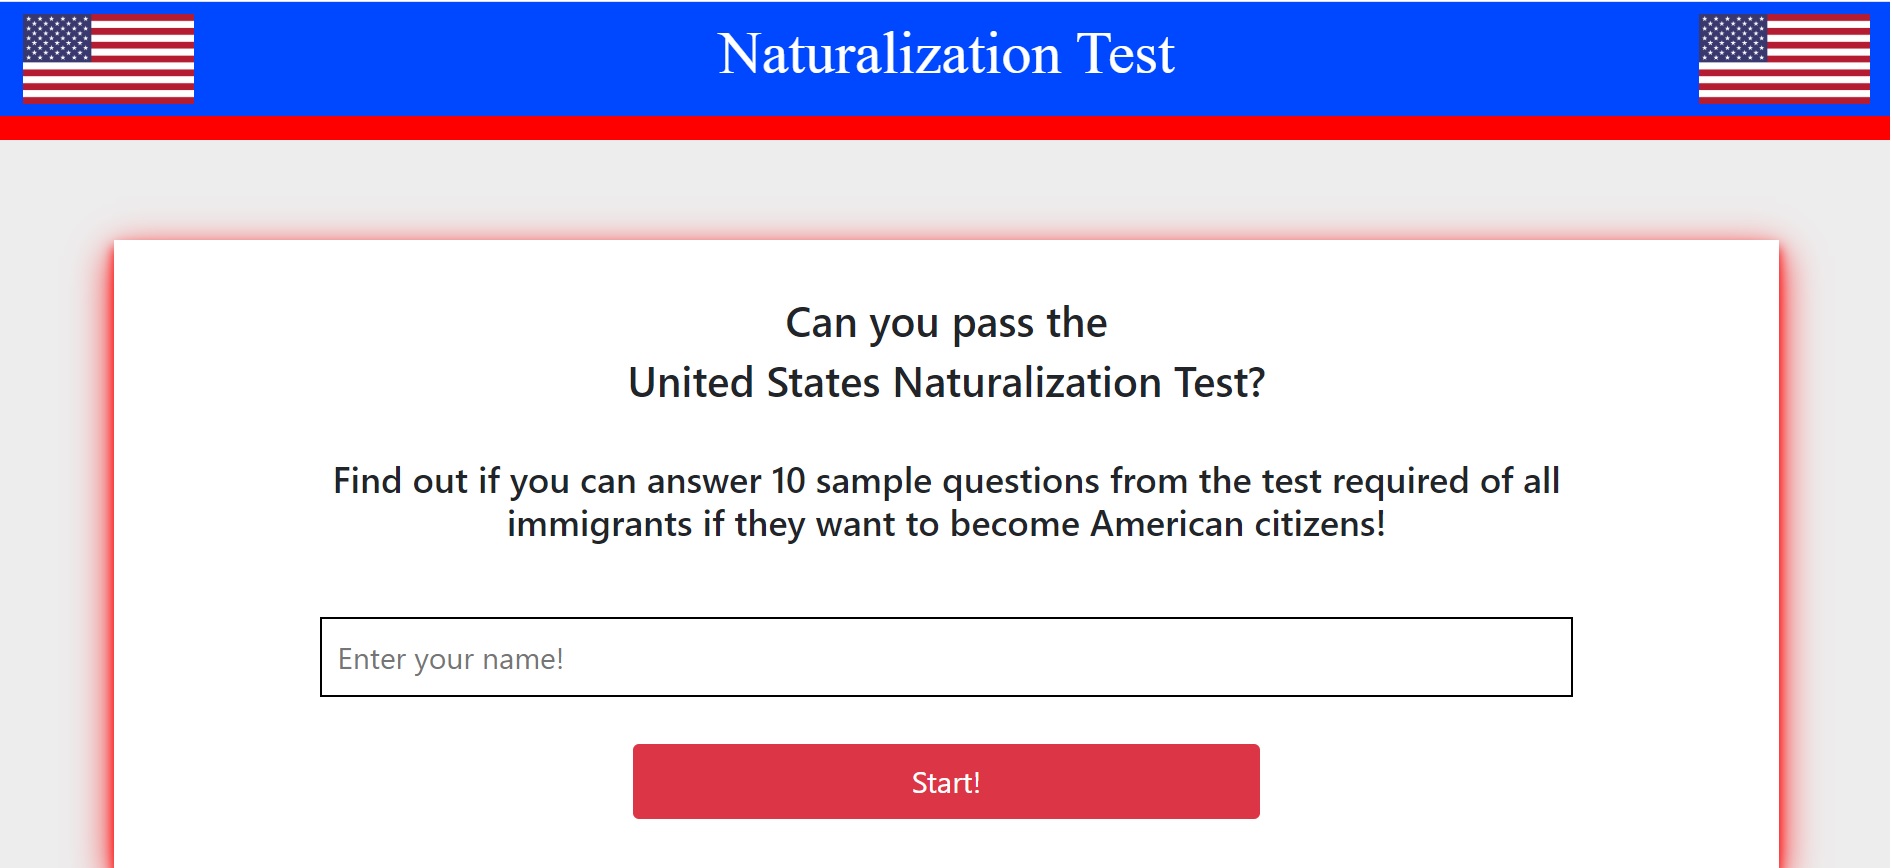 Naturalization Test
Can you pass the
United States Naturalization Test?
Find out if you can answer 10 sample questions from the test required of all
immigrants if they want to become American citizens!
Enter your name!
Start!